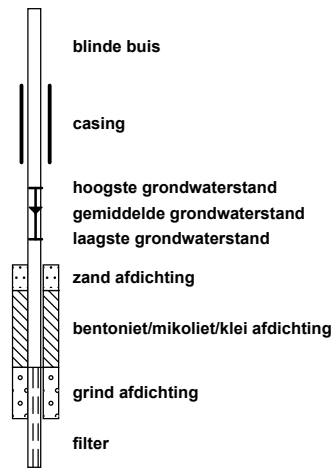 blinde buis
casing
hoogste grondwaterstand
gemiddelde grondwaterstand
laagste grondwaterstand
zand afdichting
bentoniet/mikoliet/klei afdichting
grind afdichting
filter